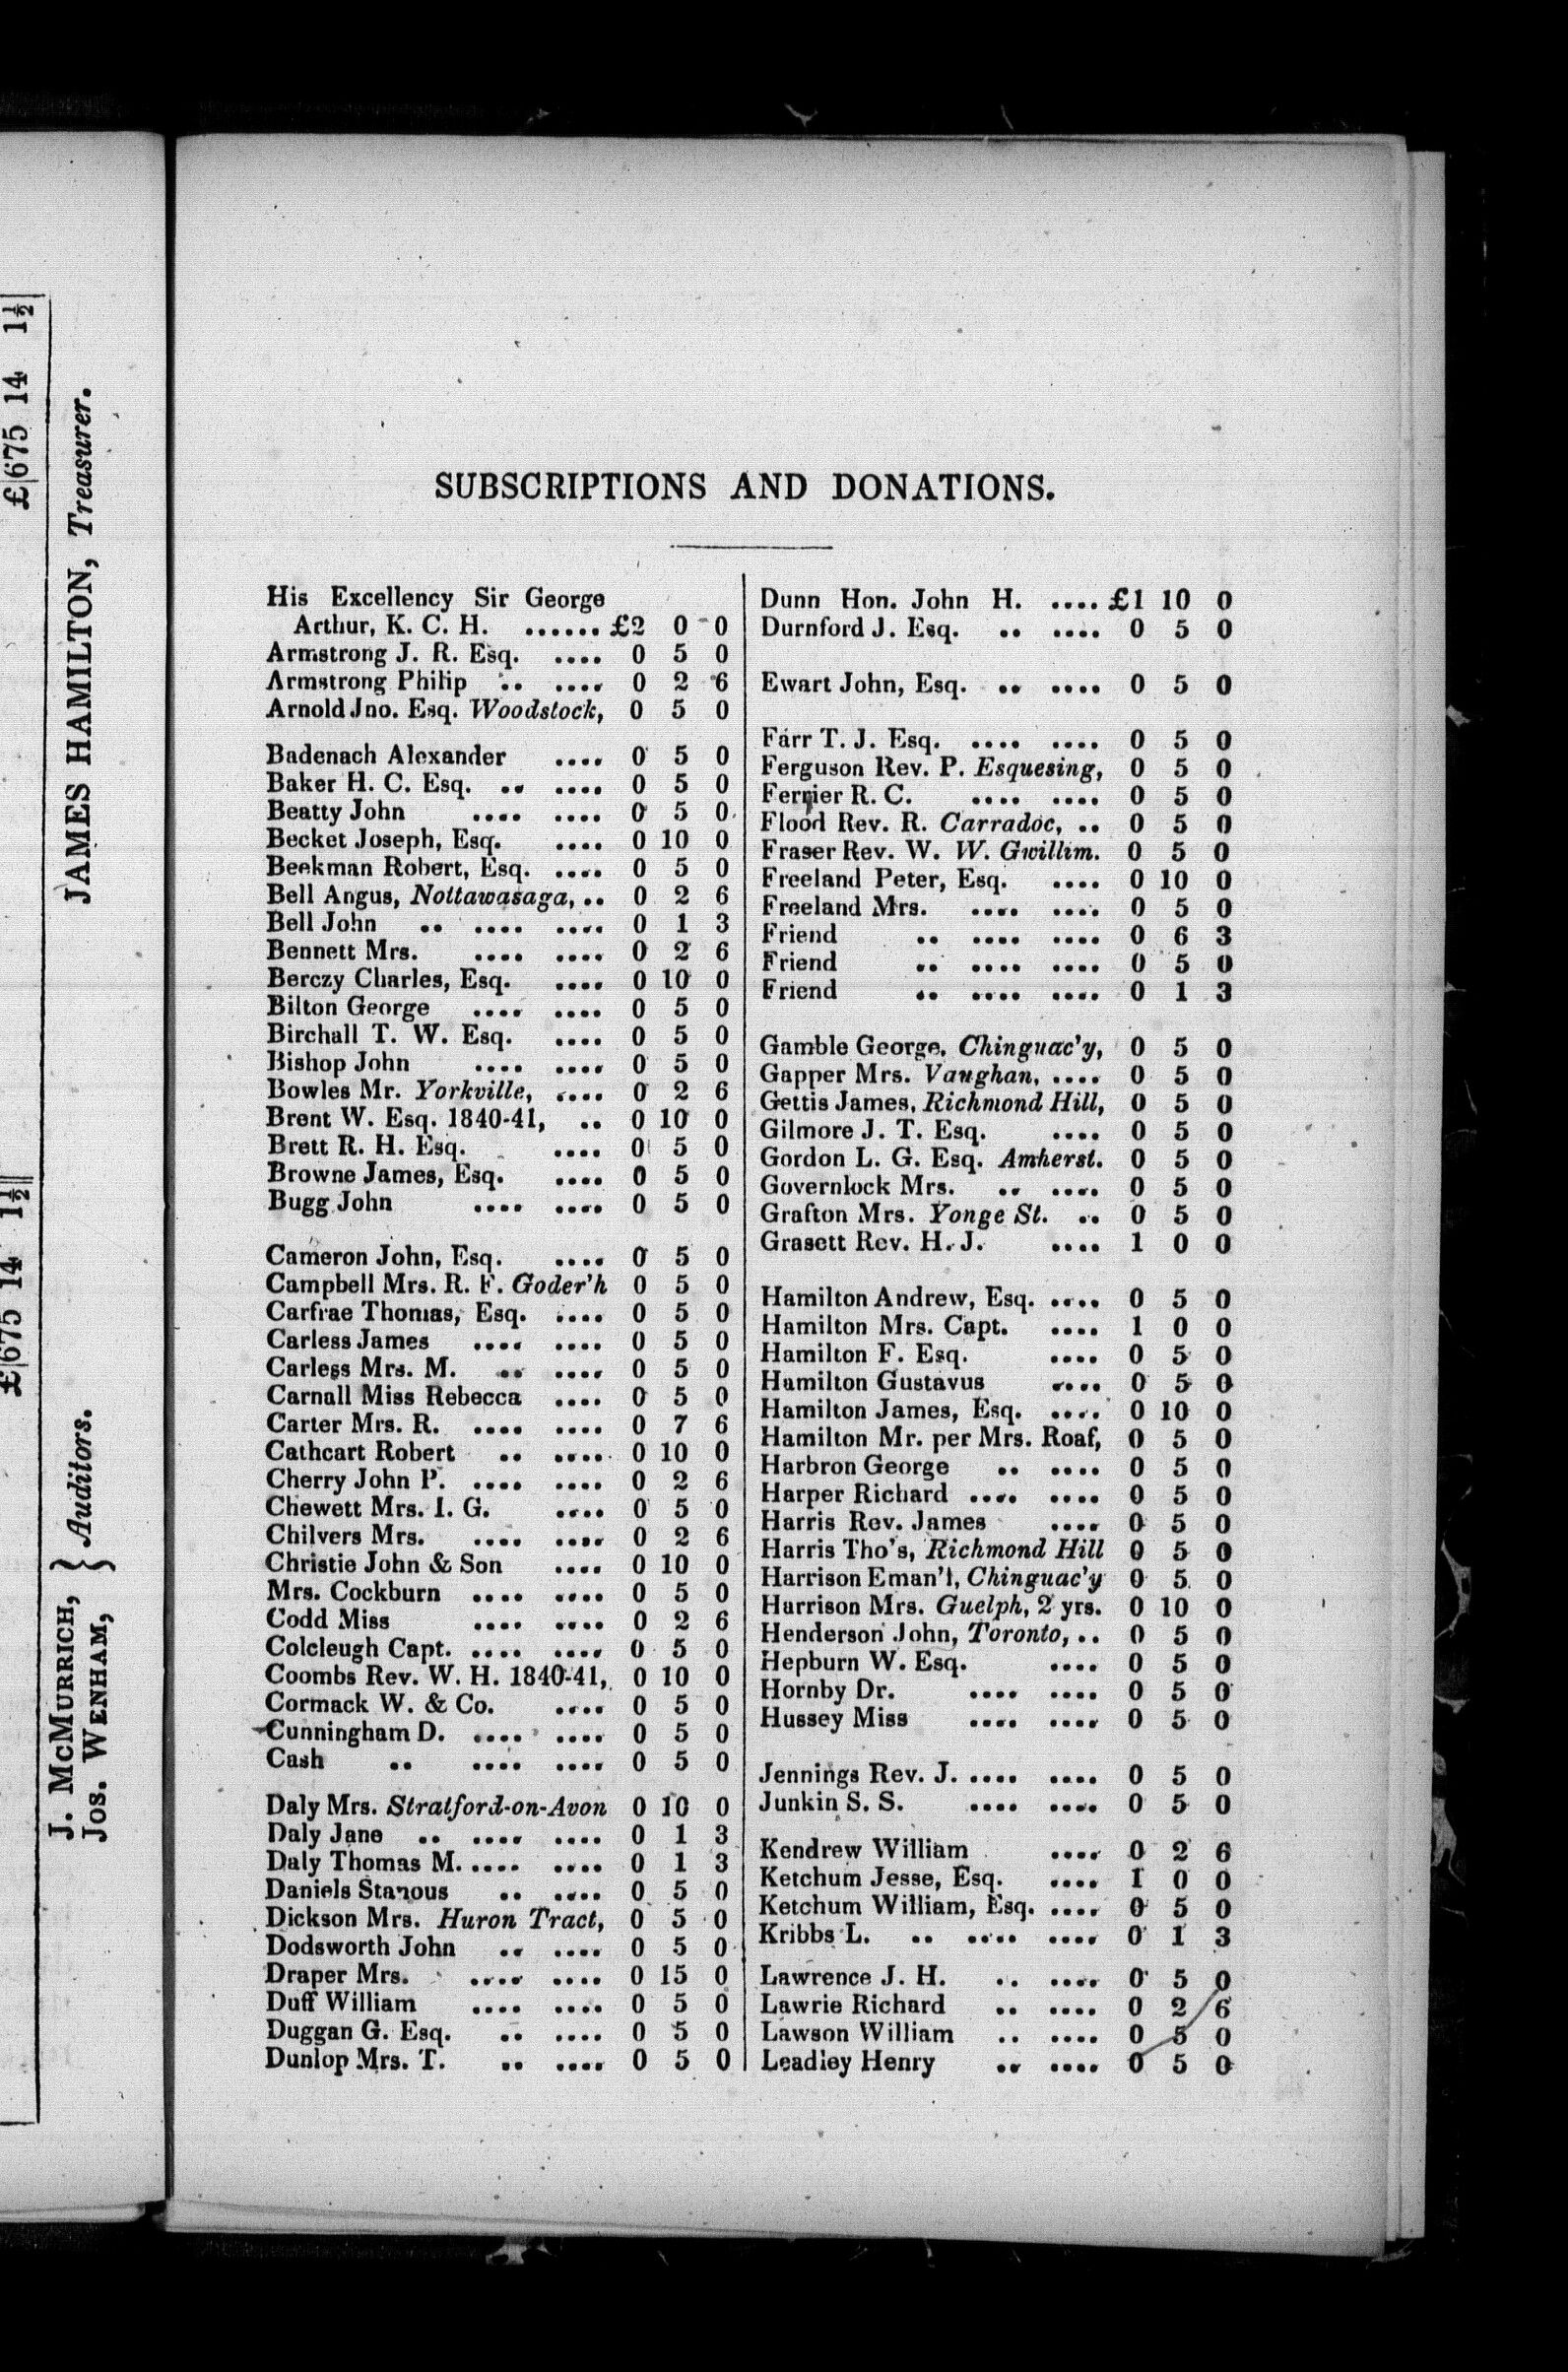 £ 675 14 1½
JAMES HAMILTON, Treasurer.
£ 675 14 1½
J. McMURRICH,
Jos. WENHAM,
} Auditors.
SUBSCRIPTIONS AND DONATIONS.
His Excellency Sir George
Arthur, K. C. H. ...... £2 0 0
Armstrong J. R. Esq. .... 0 5 0
Armstrong Philip .. .... 0 2 6
Arnold Jno. Esq. Woodstock, 0 5 0
Badenach Alexander .... 0 5 0
Baker H. C. Esq. .. .... 0 5 0
Beatty John .... .... 0 5 0
Becket Joseph, Esq. .... 0 10 0
Beekman Robert, Esq. .... 0 5 0
Bell Angus, Nottawasaga, .. 0 2 6
Bell John .. .... .... 0 1 3
Bennett Mrs. .... .... 0 2 6
Berczy Charles, Esq. .... 0 10 0
Bilton George .... .... 0 5 0
Birchall T. W. Esq. .... 0 5 0
Bishop John .... .... 0 5 0
Bowles Mr. Yorkville, .... 0 2 6
Brent W. Esq. 1840-41, .. 0 10 0
Brett R. H. Esq. .... 0 5 0
Browne James, Esq. .... 0 5 0
Bugg John .... .... 0 5 0
Cameron John, Esq. .... 0 5 0
Campbell Mrs. R. F. Goder'h 0 5 0
Carfrae Thomas, Esq. .... 0 5 0
Carless James .... .... 0 5 0
Carless Mrs. M. .. .... 0 5 0
Carnall Miss Rebecca .... 0 5 0
Carter Mrs. R. .... .... 0 7 6
Cathcart Robert .. .... 0 10 0
Cherry John P. .... .... 0 2 6
Chewett Mrs. I. G. .... 0 5 0
Chilvers Mrs. .... .... 0 2 6
Christie John & Son .... 0 10 0
Mrs. Cockburn .... .... 0 5 0
Codd Miss .... .... 0 2 6
Colcleugh Capt. .... .... 0 5 0
Coombs Rev. W. H. 1840-41, 0 10 0
Cormack W. & Co. .... 0 5 0
Cunningham D. .... .... 0 5 0
Cash .. .... .... 0 5 0
Daly Mrs. Stratford-on-Avon 0 10 0
Daly Jane .. .... .... 0 1 3
Daly Thomas M. .... .... 0 1 3
Daniels Stanous .. .... 0 5 0
Dickson Mrs. Huron Tract, 0 5 0
Dodsworth John .. .... 0 5 0
Draper Mrs. .... .... 0 15 0
Duff William .... .... 0 5 0
Duggan G. Esq. .. .... 0 5 0
Dunlop Mrs. T. .. .... 0 5 0
Dunn Hon. John H. .... £1 10 0
Durnford J. Esq. .. .... 0 5 0
Ewart John, Esq. .. .... 0 5 0
Farr T. J. Esq. .... .... 0 5 0
Ferguson Rev. P. Esquesing, 0 5 0
Ferrier R. C. .... .... 0 5 0
Flood Rev. R. Carradoc, .. 0 5 0
Fraser Rev. W. W. Gwillim. 0 5 0
Freeland Peter, Esq. .... 0 10 0
Freeland Mrs. .... .... 0 5 0
Friend .. .... .... 0 6 3
Friend .. .... .... 0 5 0
Friend .. .... .... 0 1 3
Gamble George, Chinguac'y, 0 5 0
Gapper Mrs. Vaughan, .... 0 5 0
Gettis James, Richmond Hill, 0 5 0
Gilmore J. T. Esq. .... 0 5 0
Gordon L. G. Esq. Amherst. 0 5 0
Governlock Mrs. .. .... 0 5 0
Grafton Mrs. Yonge St. .. 0 5 0
Grasett Rev. H. J. .... 1 0 0
Hamilton Andrew, Esq. .... 0 5 0
Hamilton Mrs. Capt. .... 1 0 0
Hamilton F. Esq. .... 0 5 0
Hamilton Gustavus .... 0 5 0
Hamilton James, Esq. .... 0 10 0
Hamilton Mr. per Mrs. Roaf, 0 5 0
Harbron George .. .... 0 5 0
Harper Richard .... .... 0 5 0
Harris Rev. James .... 0 5 0
Harris Tho's, Richmond Hill 0 5 0
Harrison Eman'l, Chinguac'y 0 5 0
Harrison Mrs. Guelph, 2 yrs. 0 10 0
Henderson John, Toronto, .. 0 5 0
Hepburn W. Esq. .... 0 5 0
Hornby Dr. .... .... 0 5 0
Hussey Miss .... .... 0 5 0
Jennings Rev. J. .... .... 0 5 0
Junkin S. S. .... .... 0 5 0
Kendrew William .... 0 2 6
Ketchum Jesse, Esq. .... 1 0 0
Ketchum William, Esq. .... 0 5 0
Kribbs L. .. .... .... 0 1 3
Lawrence J. H. .. .... 0 5 0
Lawrie Richard .. .... 0 2 6
Lawson William .. .... 0 5 0
Leadley Henry .. .... 0 5 0